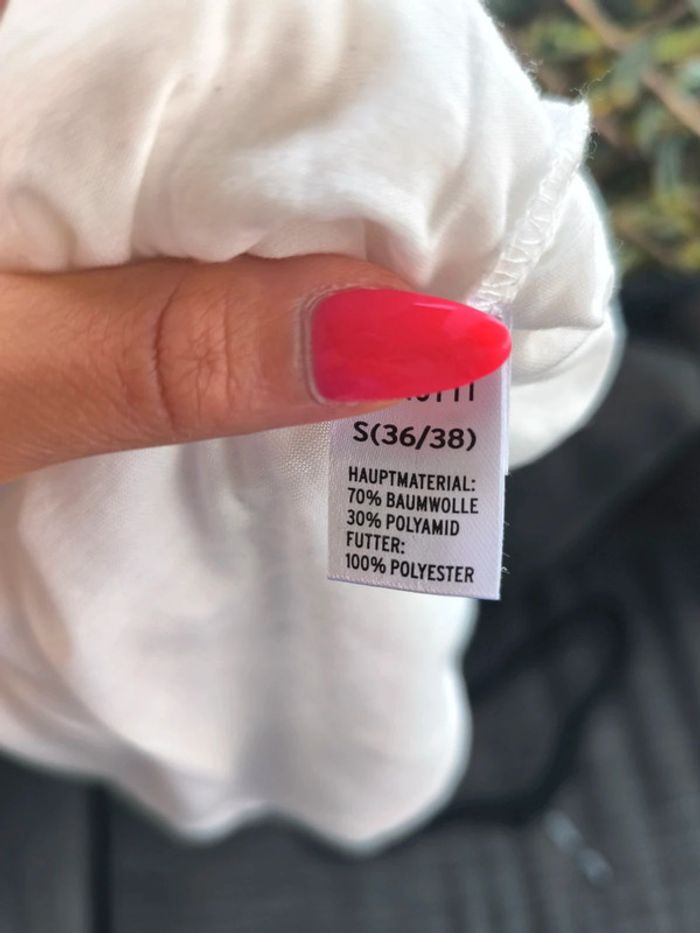 S(36/38)
HAUPTMATERIAL:
70% BAUMWOLLE
30% POLYAMID
FUTTER:
100% POLYESTER